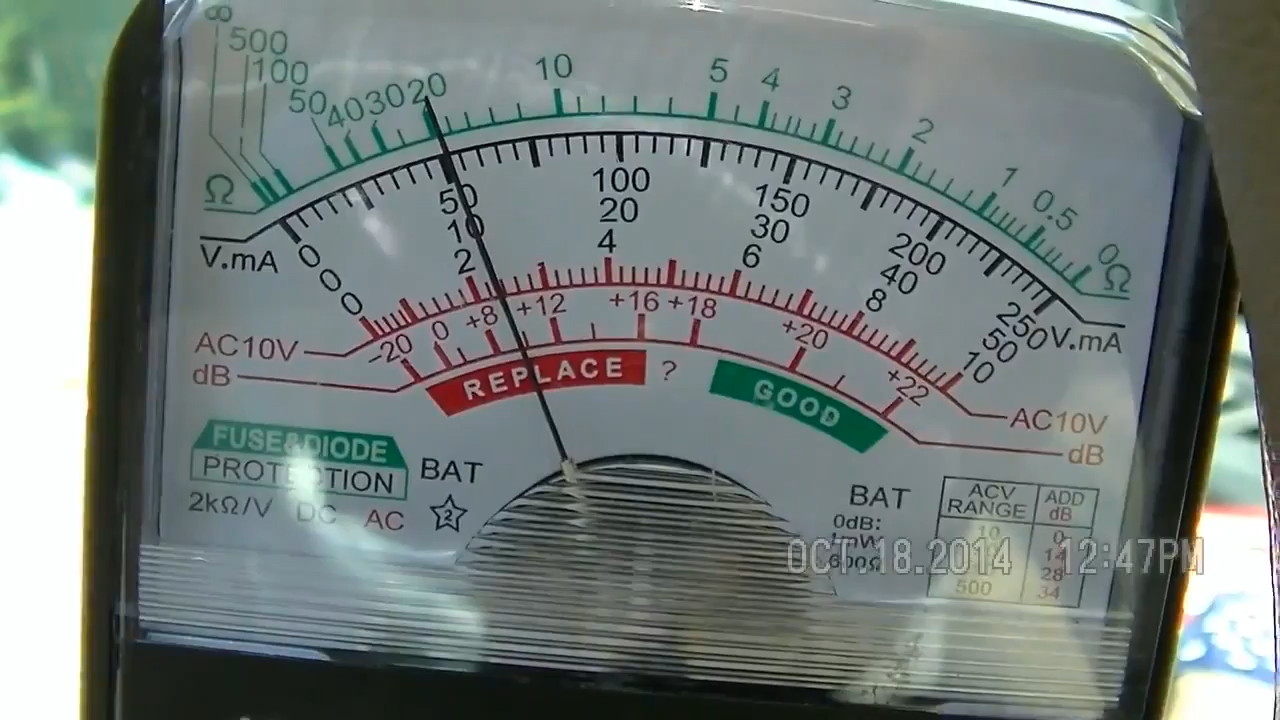 ∞
500
100
50 40 30 20 10 5 4 3 2 1 0.5 0 Ω
Ω
V.mA
0 50 100 150 200 250 V.mA
0 10 20 30 40 50
0 2 4 6 8 10
AC10V AC10V
dB -20 0 +8 +12 +16 +18 +20 +22 dB
REPLACE ? GOOD
FUSE&DIODE
PROTECTION
2kΩ/V DC AC
BAT
2
BAT
0dB:
1mW
600Ω
ACV RANGE ADD dB
10 0
14
28
500 34
OCT.18.2014 12:47PM